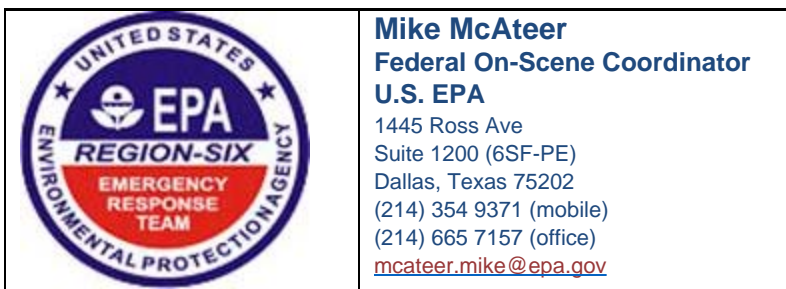 UNITED STATES
EPA
REGION-SIX
EMERGENCY
RESPONSE
TEAM
ENVIRONMENTAL PROTECTION AGENCY
Mike McAteer
Federal On-Scene Coordinator
U.S. EPA
1445 Ross Ave
Suite 1200 (6SF-PE)
Dallas, Texas 75202
(214) 354 9371 (mobile)
(214) 665 7157 (office)
mcateer.mike@epa.gov